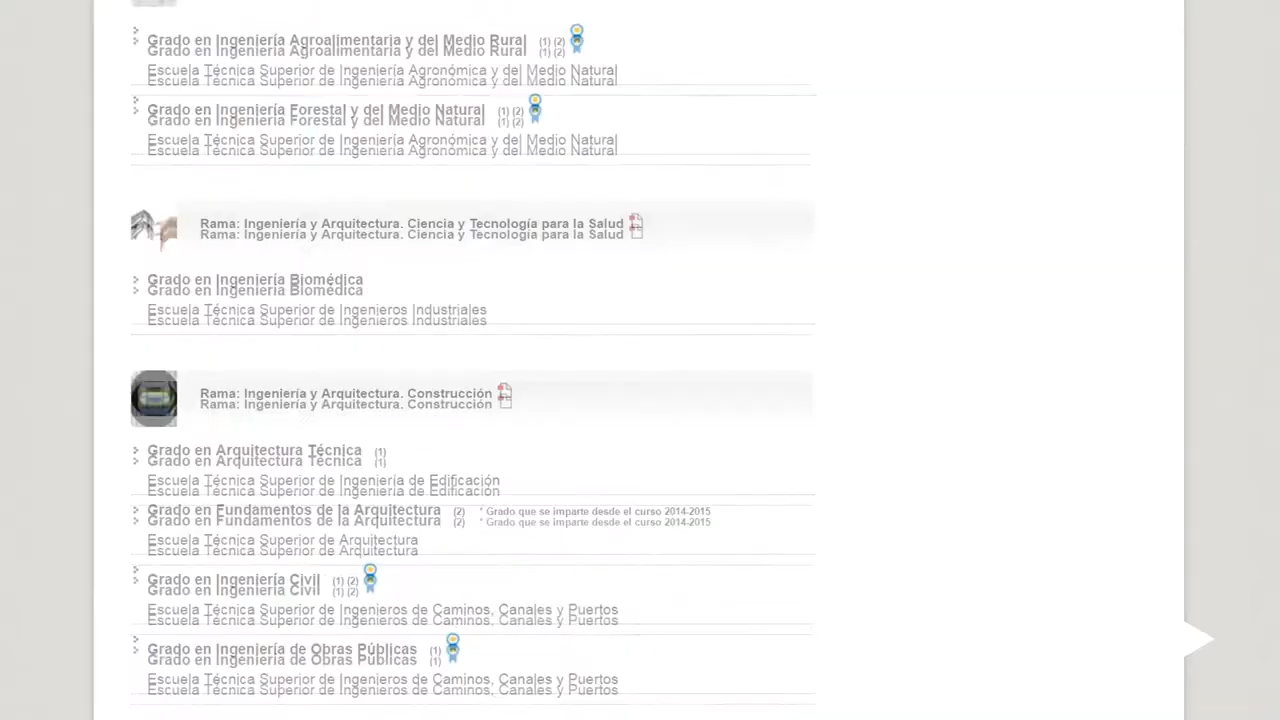 Grado en Ingeniería Agroalimentaria y del Medio Rural (1) (2)
Escuela Técnica Superior de Ingeniería Agronómica y del Medio Natural
Grado en Ingeniería Forestal y del Medio Natural (1) (2)
Escuela Técnica Superior de Ingeniería Agronómica y del Medio Natural
Rama: Ingeniería y Arquitectura. Ciencia y Tecnología para la Salud
Grado en Ingeniería Biomédica
Escuela Técnica Superior de Ingenieros Industriales
Rama: Ingeniería y Arquitectura. Construcción
Grado en Arquitectura Técnica (1)
Escuela Técnica Superior de Ingeniería de Edificación
Grado en Fundamentos de la Arquitectura (2) * Grado que se imparte desde el curso 2014-2015
Escuela Técnica Superior de Arquitectura
Grado en Ingeniería Civil (1) (2)
Escuela Técnica Superior de Ingenieros de Caminos, Canales y Puertos
Grado en Ingeniería de Obras Públicas (1)
Escuela Técnica Superior de Ingenieros de Caminos, Canales y Puertos